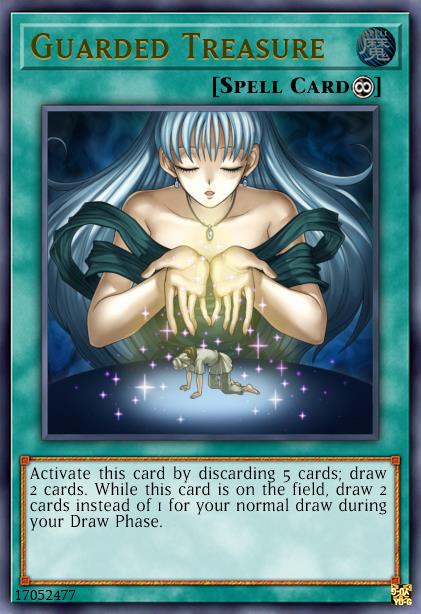 Guarded Treasure
[Spell Card]
Activate this card by discarding 5 cards; draw
2 cards. While this card is on the field, draw 2
cards instead of 1 for your normal draw during
your Draw Phase.
17052477